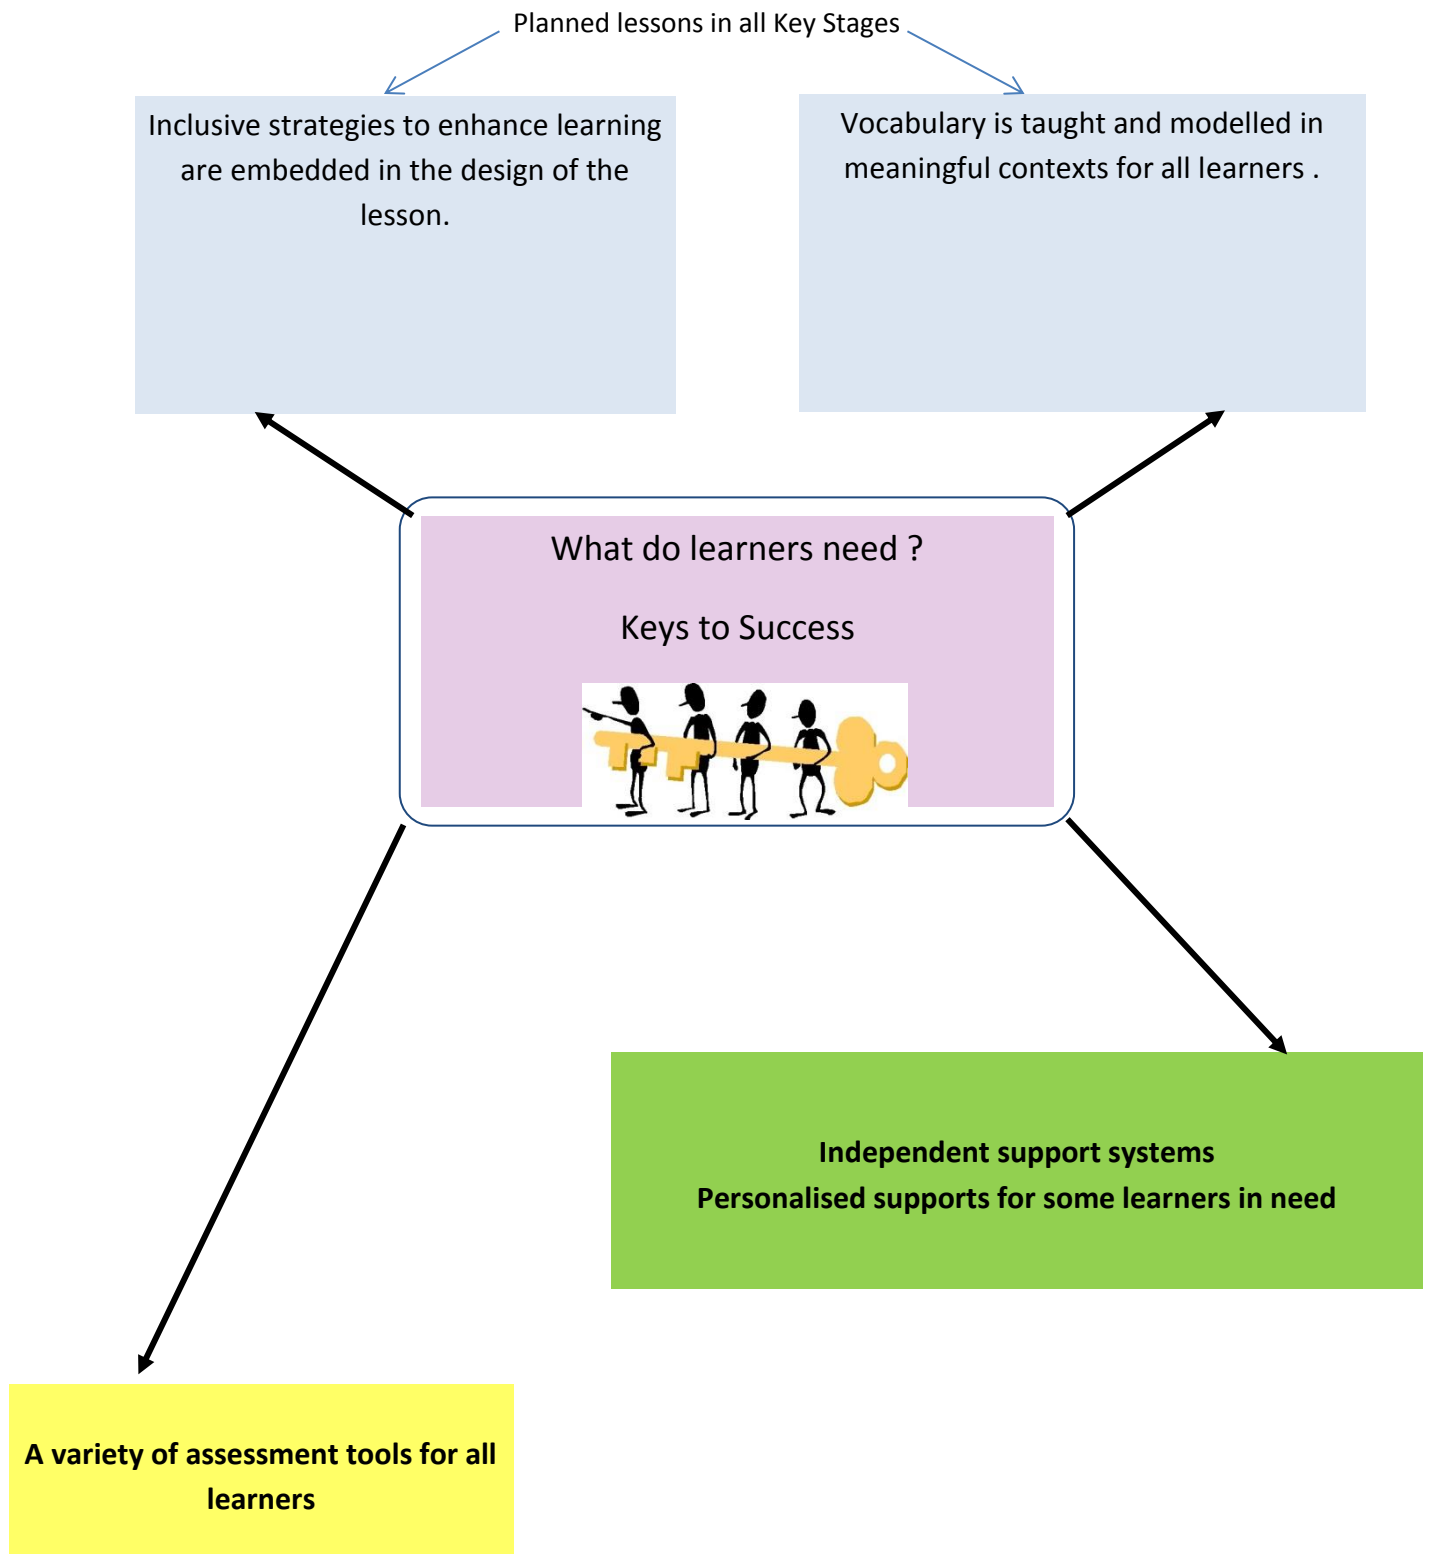 Planned lessons in all Key Stages
Inclusive strategies to enhance learning
are embedded in the design of the
lesson.
Vocabulary is taught and modelled in
meaningful contexts for all learners .
What do learners need ?
Keys to Success
Independent support systems
Personalised supports for some learners in need
A variety of assessment tools for all
learners